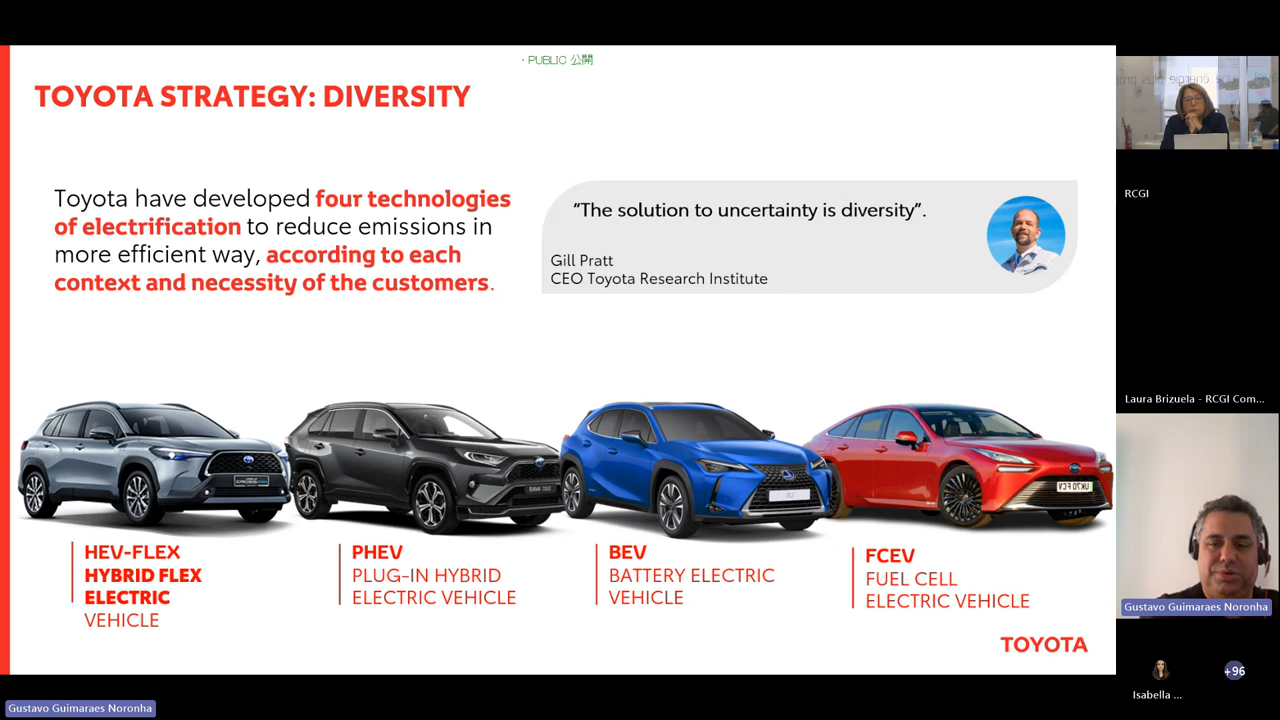 ・PUBLIC 公開
TOYOTA STRATEGY: DIVERSITY
Toyota have developed four technologies
of electrification to reduce emissions in
more efficient way, according to each
context and necessity of the customers.
“The solution to uncertainty is diversity”.
Gill Pratt
CEO Toyota Research Institute
HEV-FLEX
HYBRID FLEX
ELECTRIC
VEHICLE
PHEV
PLUG-IN HYBRID
ELECTRIC VEHICLE
BEV
BATTERY ELECTRIC
VEHICLE
FCEV
FUEL CELL
ELECTRIC VEHICLE
TOYOTA
RCGI
Laura Brizuela - RCGI Com...
Gustavo Guimaraes Noronha
Isabella ...
+96
Gustavo Guimaraes Noronha